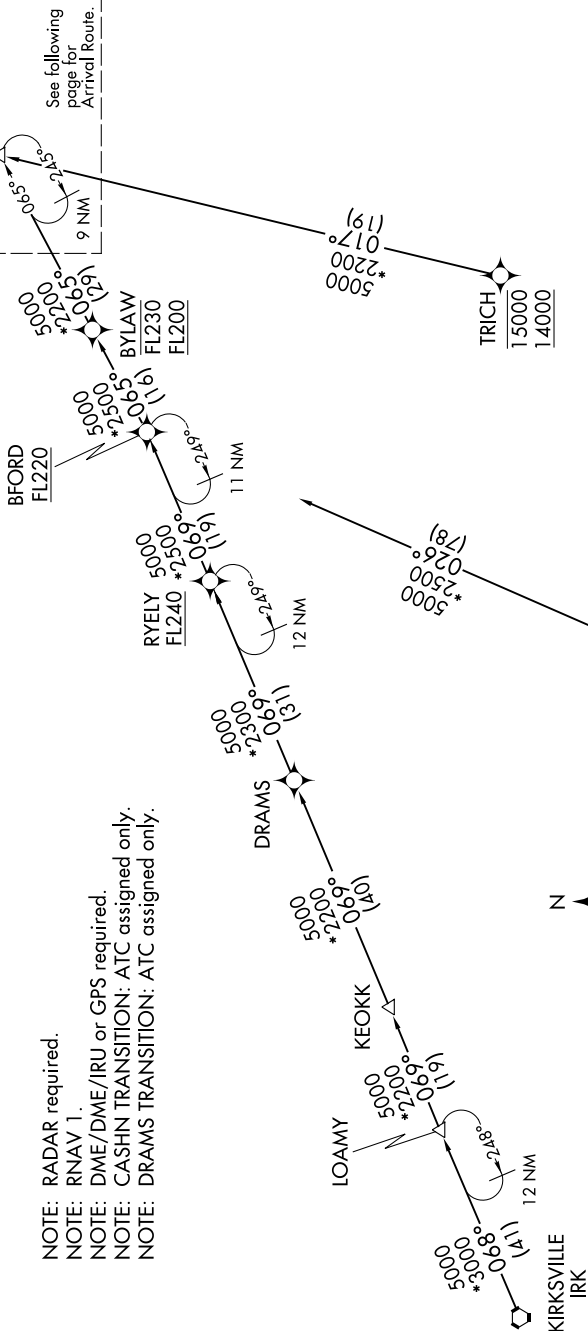 See following
page for
Arrival Route.
065°
245°
9 NM
5000
*2200
065°
(29)
BYLAW
FL230
FL200
5000
*2500
065°
(16)
BFORD
FL220
249°
11 NM
5000
*2500
069°
(19)
RYELY
FL240
249°
12 NM
5000
*2300
069°
(31)
DRAMS
5000
*2200
069°
(40)
KEOKK
5000
*2200
069°
(19)
LOAMY
248°
12 NM
5000
*3000
068°
(41)
KIRKSVILLE
IRK
5000
*2200
017°
(19)
TRICH
15000
14000
5000
*2500
026°
(78)
N
NOTE: RADAR required.
NOTE: RNAV 1.
NOTE: DME/DME/IRU or GPS required.
NOTE: CASHN TRANSITION: ATC assigned only.
NOTE: DRAMS TRANSITION: ATC assigned only.